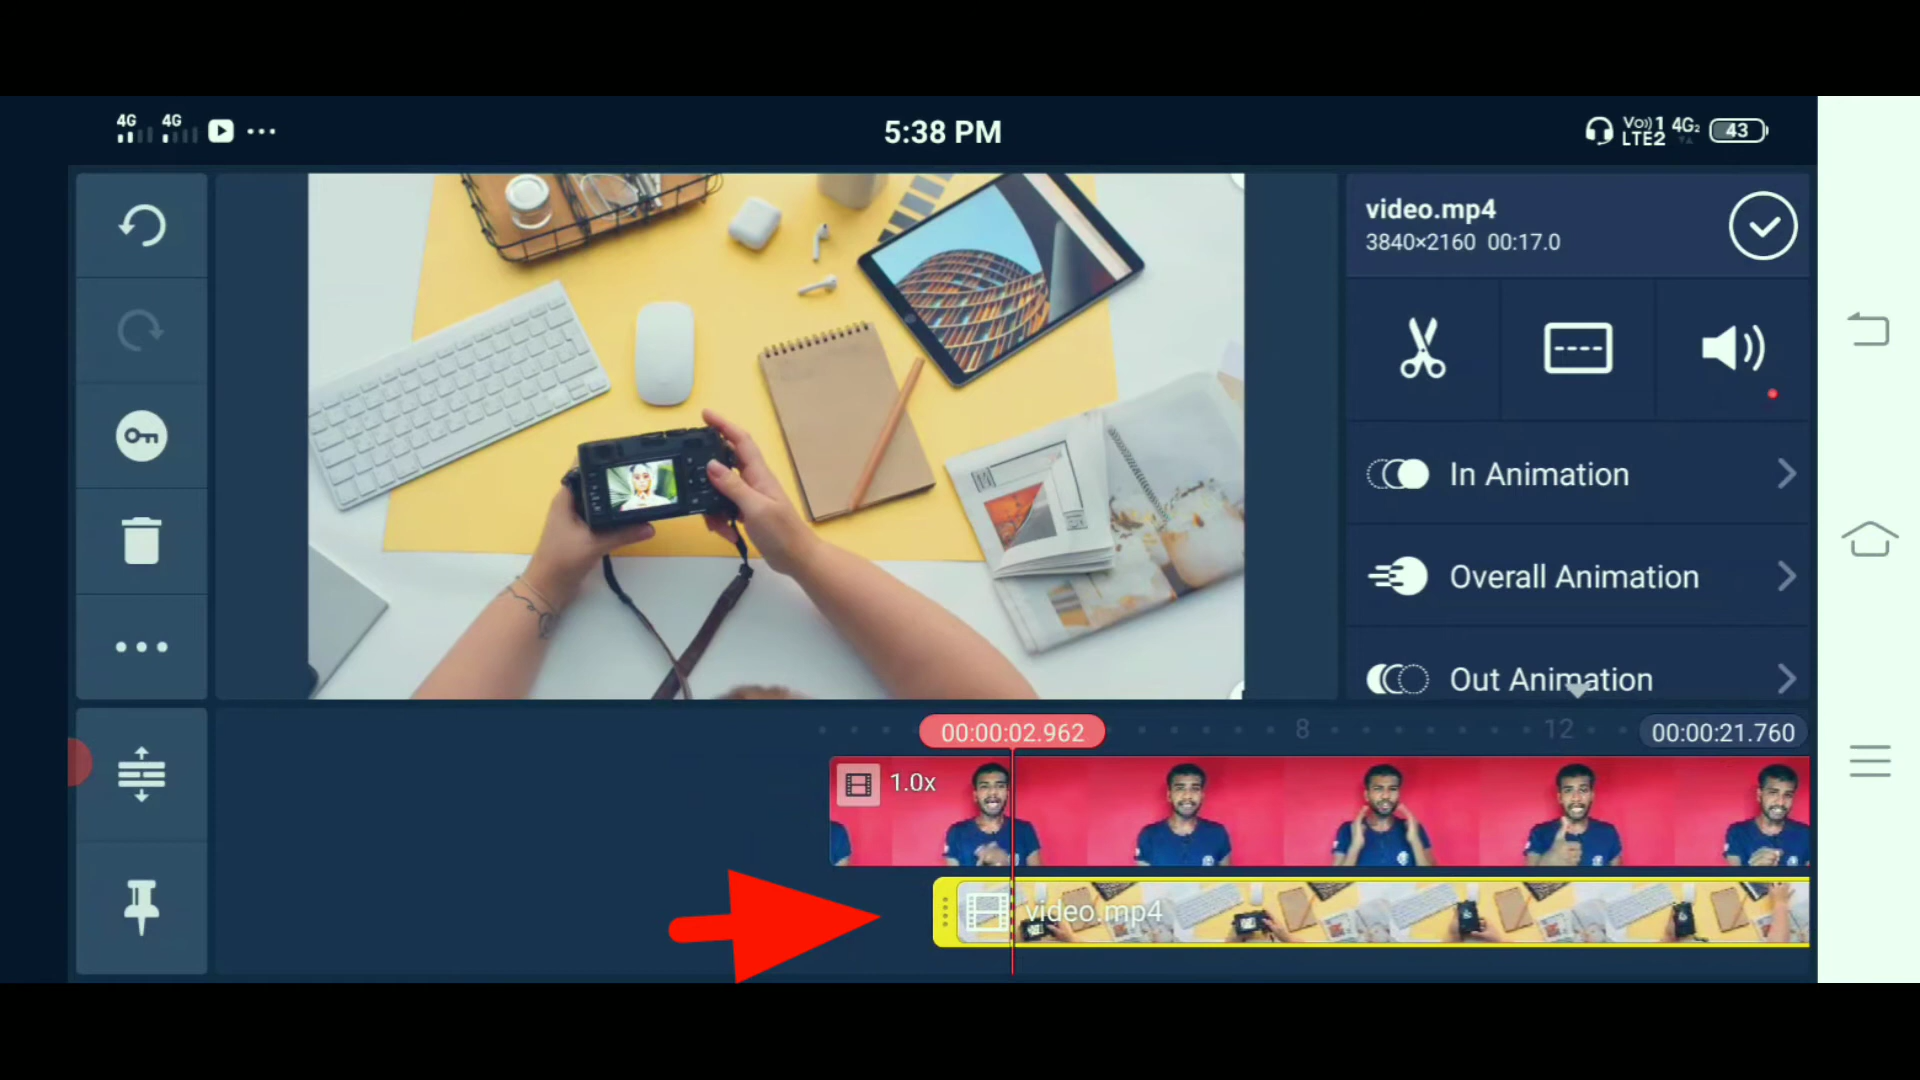 4G 4G 5:38 PM Vo)) 1 LTE2 4G2 43
video.mp4
3840×2160 00:17.0
In Animation
Overall Animation
Out Animation
00:00:02.962 8 12 00:00:21.760
1.0x
video.mp4